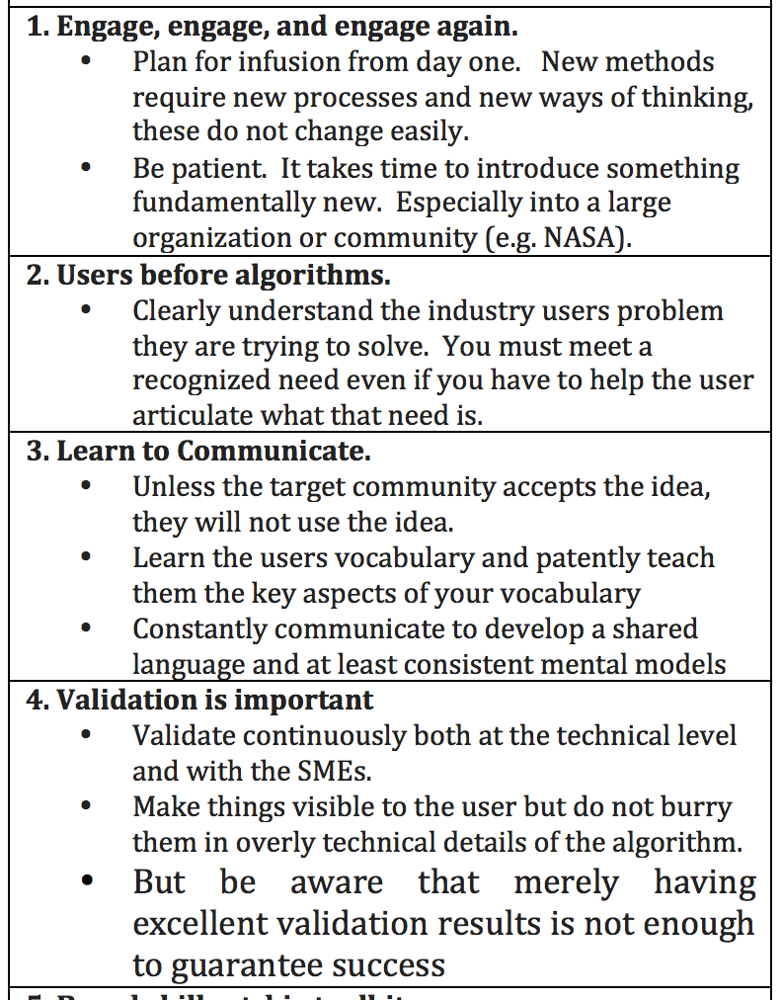 1. Engage, engage, and engage again.
• Plan for infusion from day one. New methods
require new processes and new ways of thinking,
these do not change easily.
• Be patient. It takes time to introduce something
fundamentally new. Especially into a large
organization or community (e.g. NASA).
2. Users before algorithms.
• Clearly understand the industry users problem
they are trying to solve. You must meet a
recognized need even if you have to help the user
articulate what that need is.
3. Learn to Communicate.
• Unless the target community accepts the idea,
they will not use the idea.
• Learn the users vocabulary and patently teach
them the key aspects of your vocabulary
• Constantly communicate to develop a shared
language and at least consistent mental models
4. Validation is important
• Validate continuously both at the technical level
and with the SMEs.
• Make things visible to the user but do not burry
them in overly technical details of the algorithm.
• But be aware that merely having
excellent validation results is not enough
to guarantee success